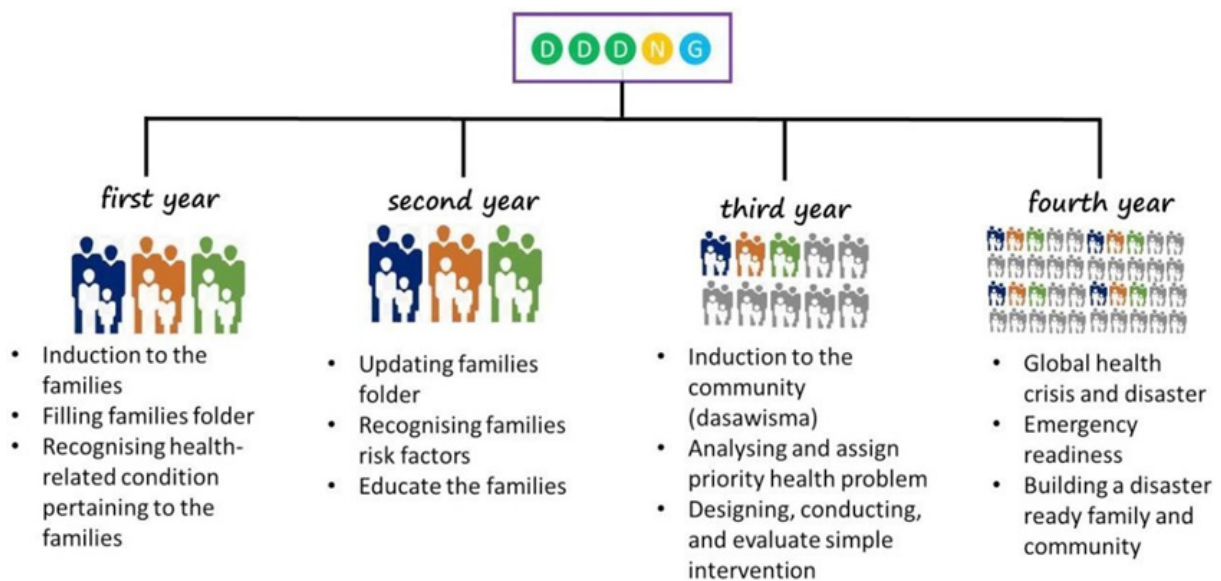 D D D N G
first year
• Induction to the
families
• Filling families folder
• Recognising health-
related condition
pertaining to the
families
second year
• Updating families
folder
• Recognising families
risk factors
• Educate the families
third year
• Induction to the
community
(dasawisma)
• Analysing and assign
priority health problem
• Designing, conducting,
and evaluate simple
intervention
fourth year
• Global health
crisis and disaster
• Emergency
readiness
• Building a disaster
ready family and
community